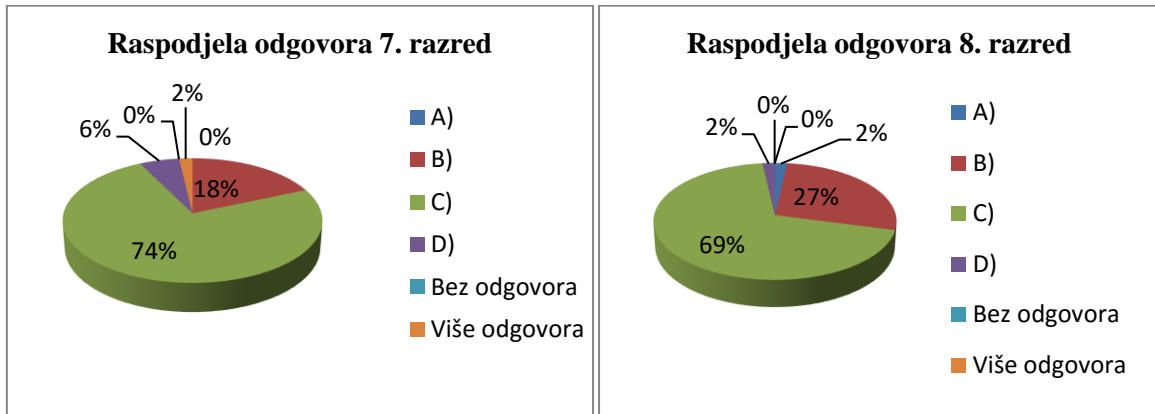 Raspodjela odgovora 7. razred
2%
0%
6%
0%
18%
74%
A)
B)
C)
D)
Bez odgovora
Više odgovora
Raspodjela odgovora 8. razred
0%
0%
2%
2%
27%
69%
A)
B)
C)
D)
Bez odgovora
Više odgovora